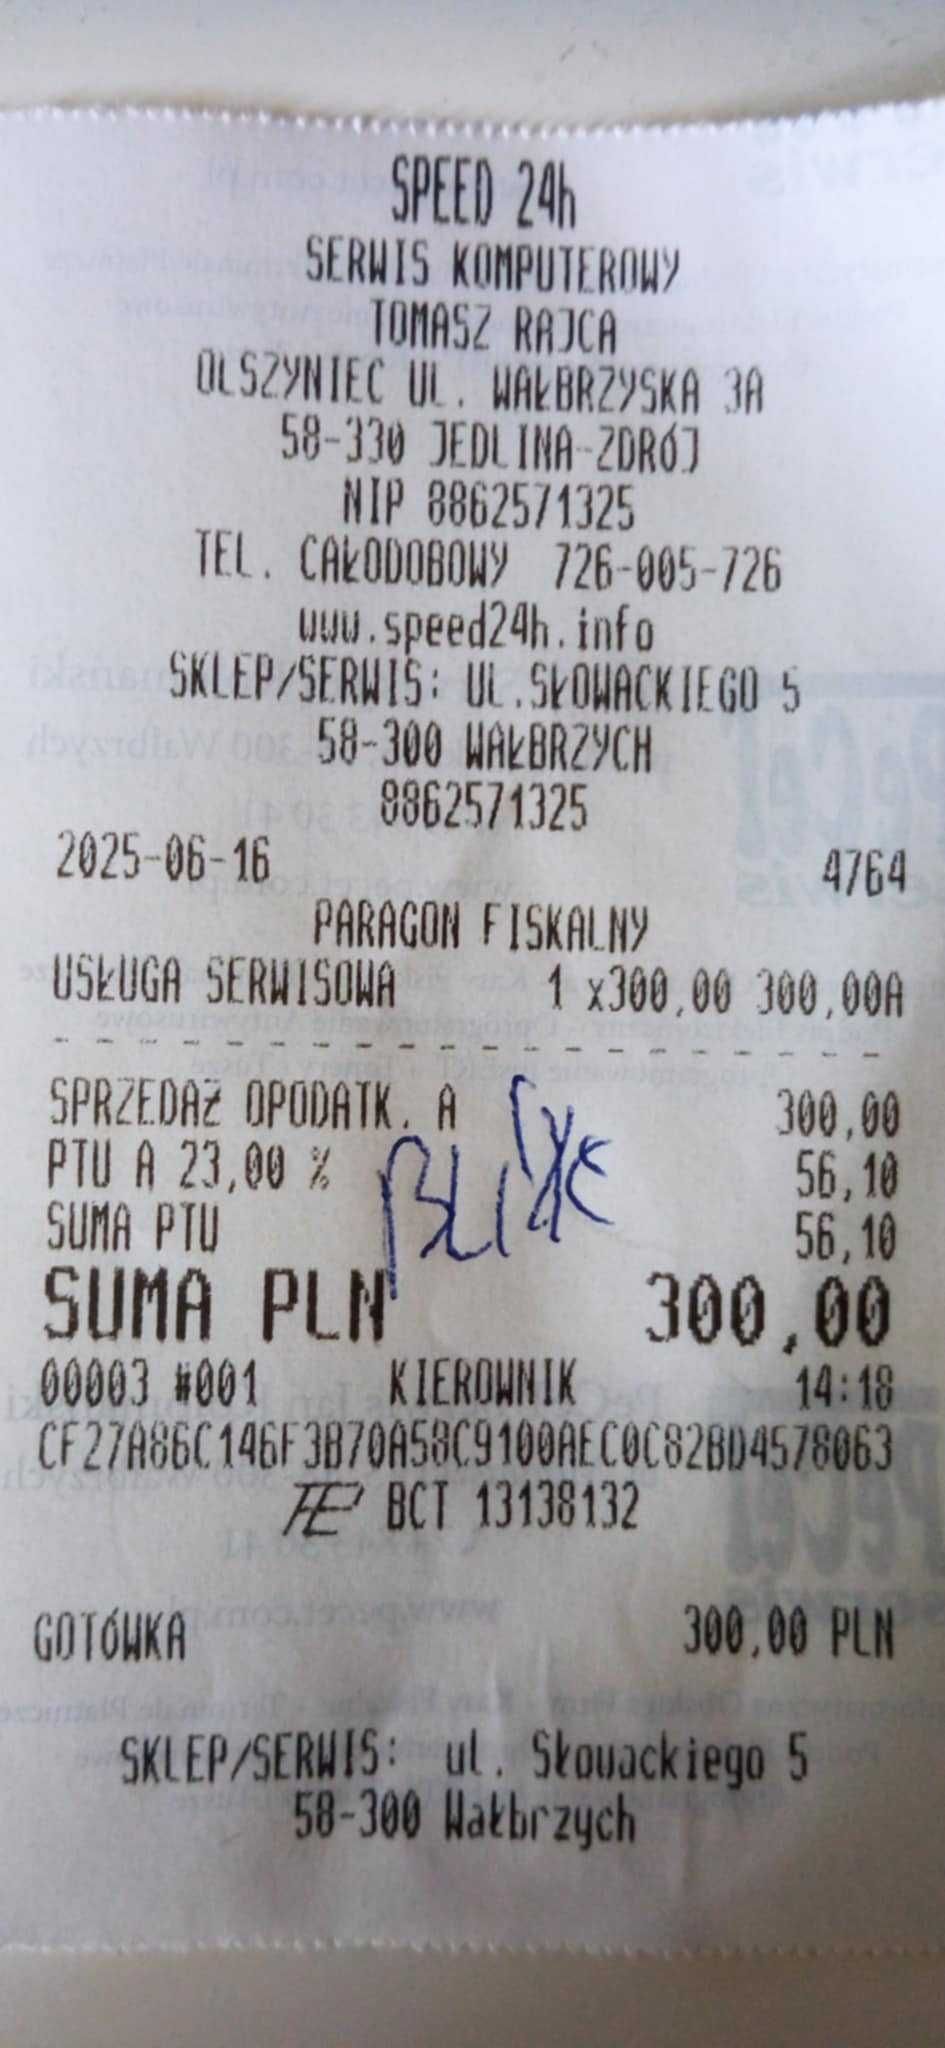 SPEED 24h
SERWIS KOMPUTEROWY
TOMASZ RAJCA
OLSZYNIEC UL. WAŁBRZYSKA 3A
58-330 JEDLINA-ZDRÓJ
NIP 8862571325
TEL. CAŁODOBOWY 726-005-726
www.speed24h.info
SKLEP/SERWIS: UL.SŁOWACKIEGO 5
58-300 WAŁBRZYCH
8862571325
2025-06-16 4764
PARAGON FISKALNY
USŁUGA SERWISOWA 1 x300,00 300,00A
SPRZEDAŻ OPODATK. A 300,00
PTU A 23,00 % 56,10
BLIK
SUMA PTU 56,10
SUMA PLN 300,00
00003 #001 KIEROWNIK 14:18
CF27A86C146F3B70A58C9100AEC0C82BD4578063
BCT 13138132
GOTÓWKA 300,00 PLN
SKLEP/SERWIS: ul. Słowackiego 5
58-300 Wałbrzych